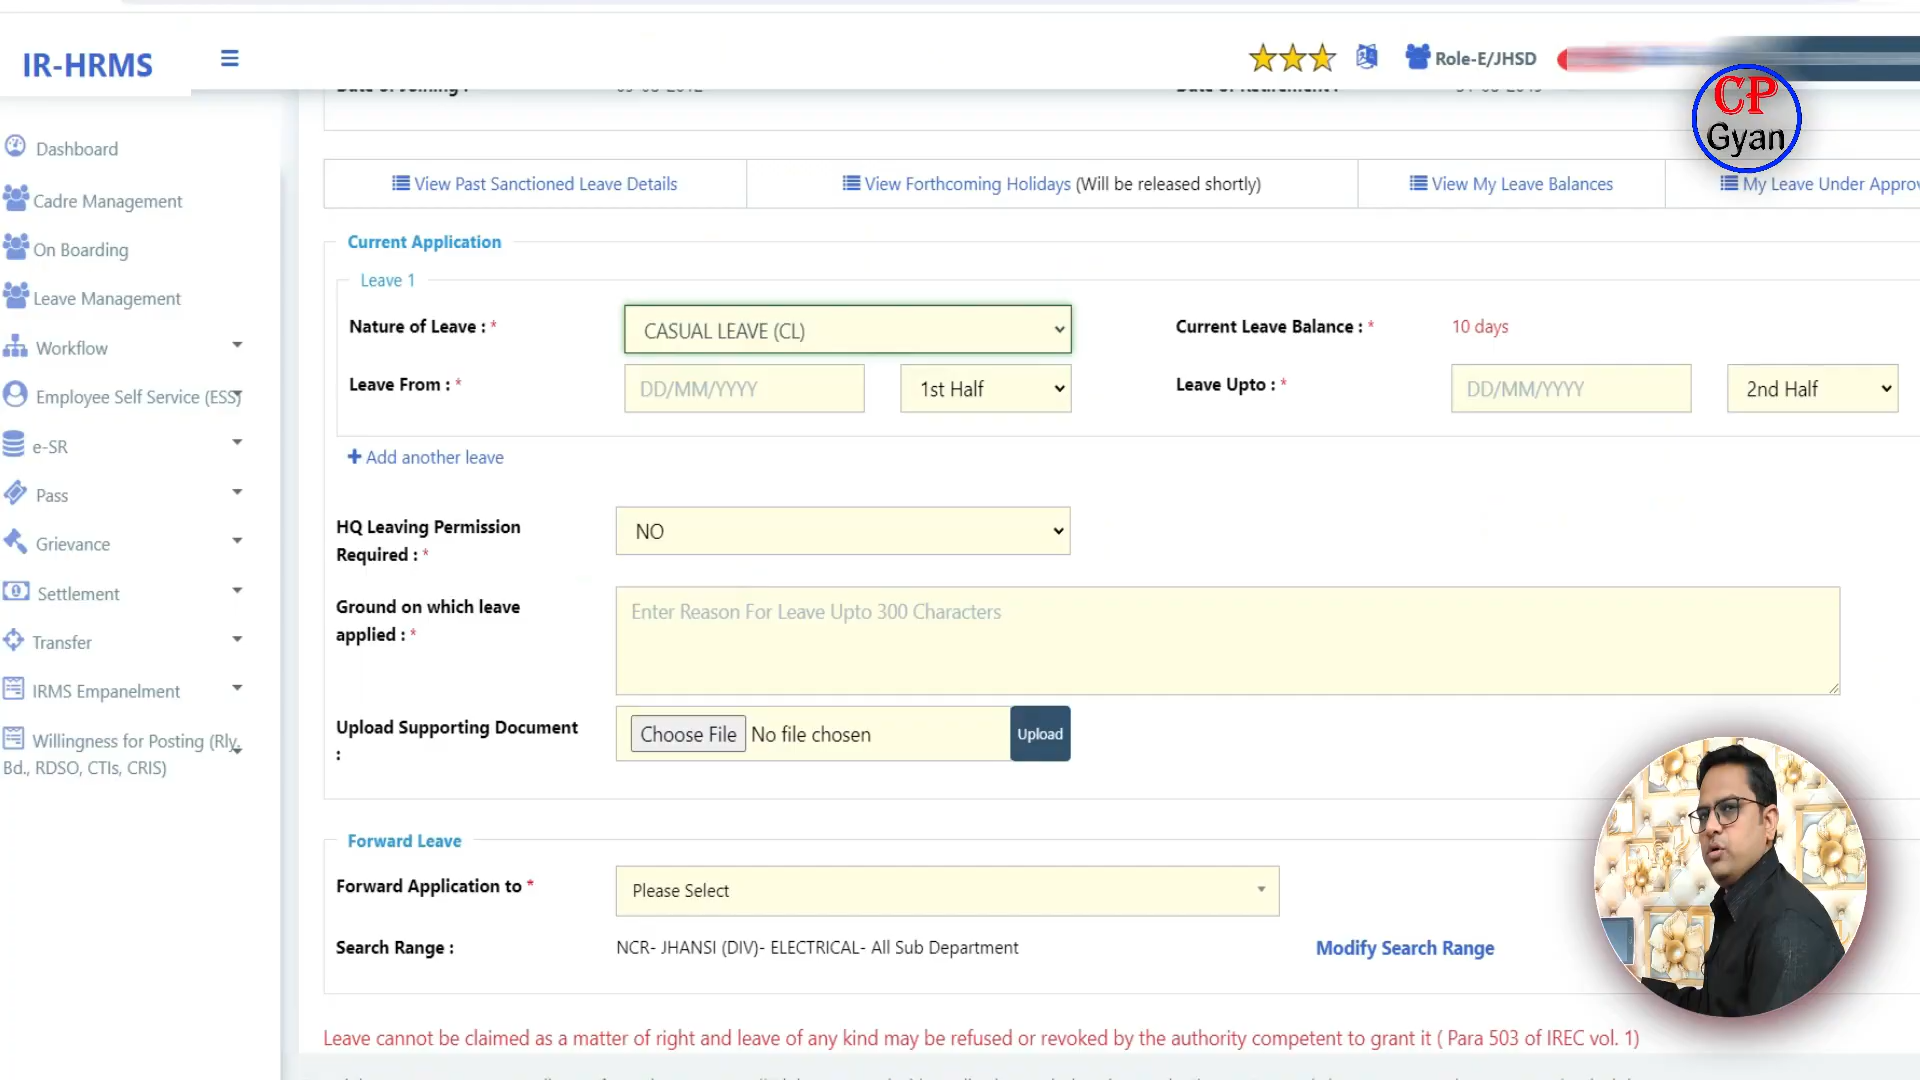 IR-HRMS
Role-E/JHSD
CP
Gyan
Dashboard
Cadre Management
On Boarding
Leave Management
Workflow
Employee Self Service (ESS)
e-SR
Pass
Grievance
Settlement
Transfer
IRMS Empanelment
Willingness for Posting (Rly.
Bd., RDSO, CTIs, CRIS)
View Past Sanctioned Leave Details
View Forthcoming Holidays (Will be released shortly)
View My Leave Balances
My Leave Under Approv
Current Application
Leave 1
Nature of Leave : * CASUAL LEAVE (CL) Current Leave Balance : * 10 days
Leave From : * DD/MM/YYYY 1st Half Leave Upto : * DD/MM/YYYY 2nd Half
Add another leave
HQ Leaving Permission
Required : *
NO
Ground on which leave
applied : *
Enter Reason For Leave Upto 300 Characters
Upload Supporting Document
:
Choose File No file chosen Upload
Forward Leave
Forward Application to * Please Select
Search Range : NCR- JHANSI (DIV)- ELECTRICAL- All Sub Department Modify Search Range
Leave cannot be claimed as a matter of right and leave of any kind may be refused or revoked by the authority competent to grant it ( Para 503 of IREC vol. 1)